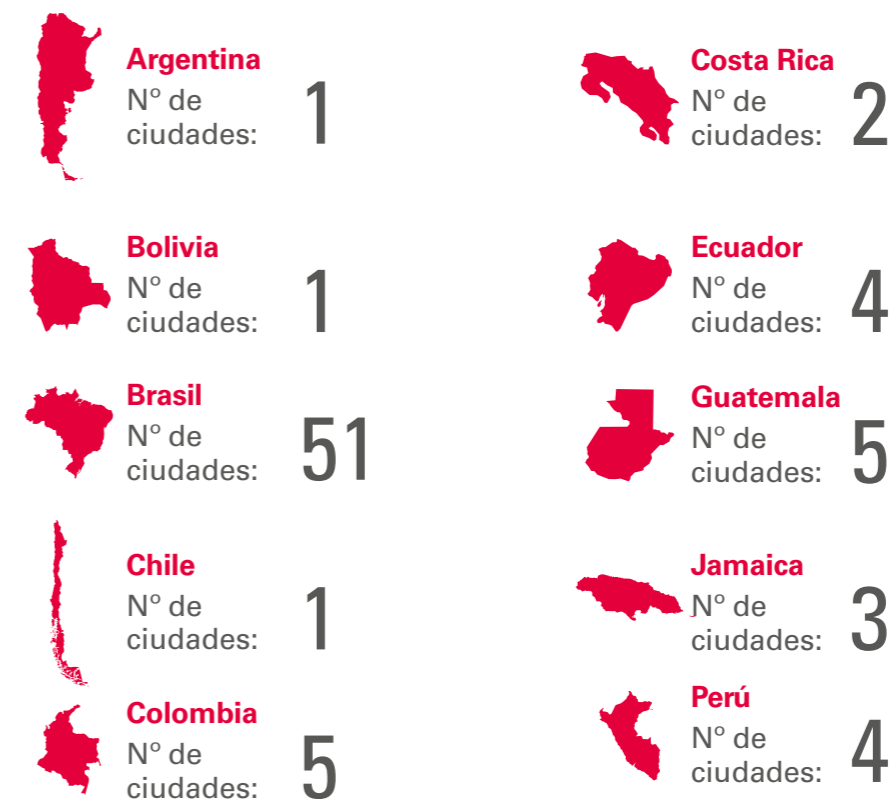 Argentina
Nº de
ciudades:
1
Bolivia
Nº de
ciudades:
1
Brasil
Nº de
ciudades:
51
Chile
Nº de
ciudades:
1
Colombia
Nº de
ciudades:
5
Costa Rica
Nº de
ciudades:
2
Ecuador
Nº de
ciudades:
4
Guatemala
Nº de
ciudades:
5
Jamaica
Nº de
ciudades:
3
Perú
Nº de
ciudades:
4